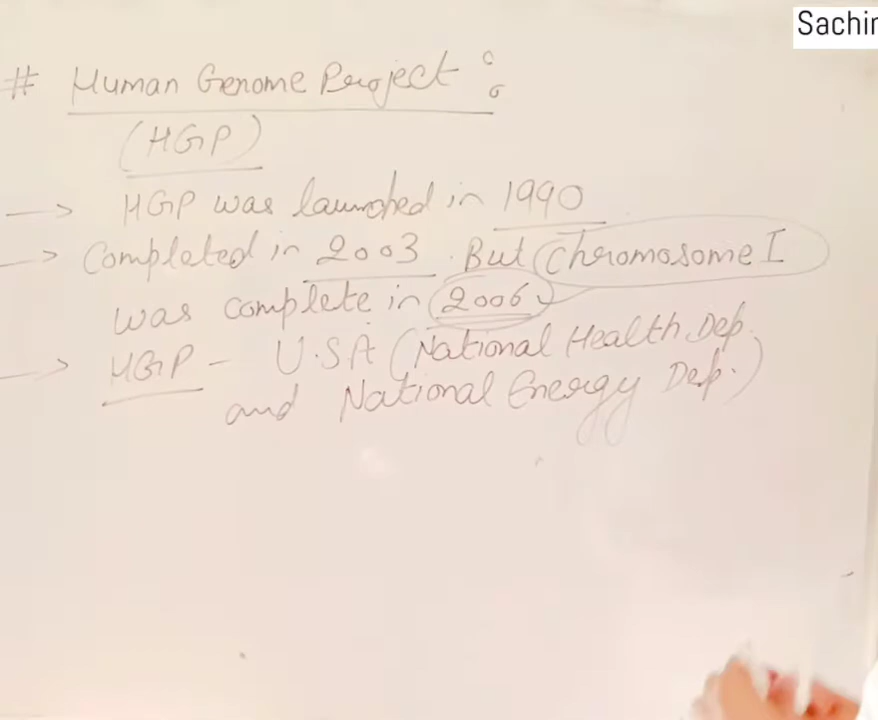 Sachin
# Human Genome Project :
(HGP)
→ HGP was launched in 1990
→ Completed in 2003. But Chromosome I
was complete in 2006
→ HGP - U.S.A (National Health Dep.
and National Energy Dep.)